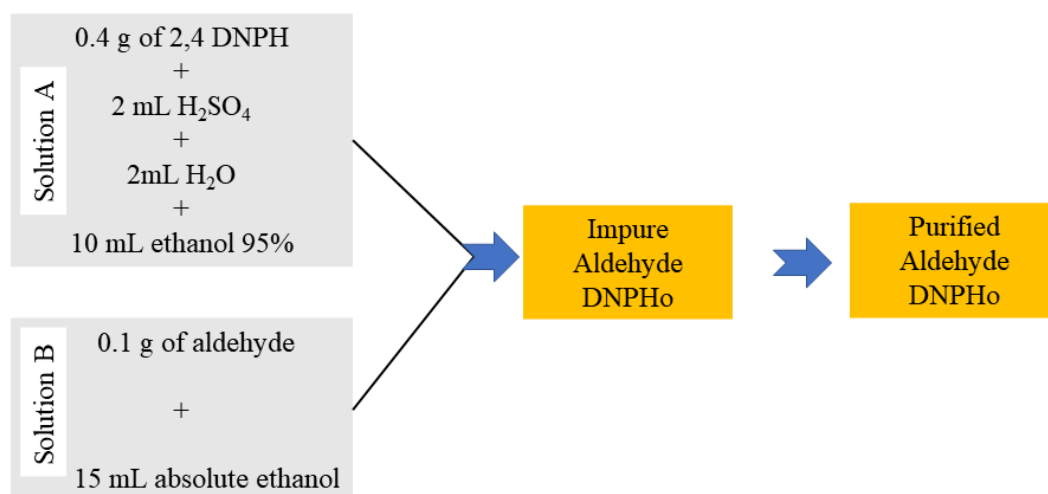 Solution A
0.4 g of 2,4 DNPH
+
2 mL H₂SO₄
+
2mL H₂O
+
10 mL ethanol 95%
Solution B
0.1 g of aldehyde
+
15 mL absolute ethanol
Impure
Aldehyde
DNPHo
Purified
Aldehyde
DNPHo